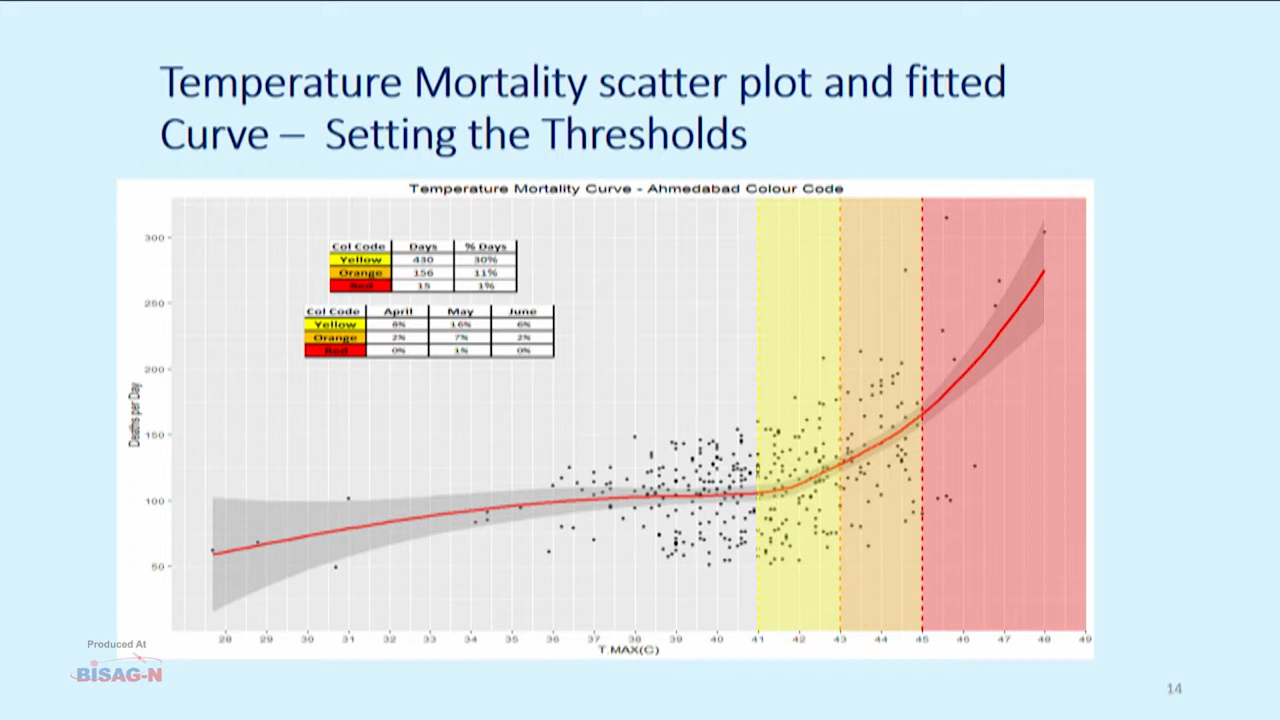 Temperature Mortality scatter plot and fitted
Curve – Setting the Thresholds
Temperature Mortality Curve - Ahmedabad Colour Code
Col Code Days % Days
Yellow 430 30%
Orange 156 11%
Red 15 1%
Col Code April May June
Yellow 6% 16% 6%
Orange 2% 7% 2%
Red 0% 1% 0%
Deaths per Day
300
250
200
150
100
50
28 29 30 31 32 33 34 35 36 37 38 39 40 41 42 43 44 45 46 47 48 49
T.MAX(C)
Produced At
BISAG-N
14